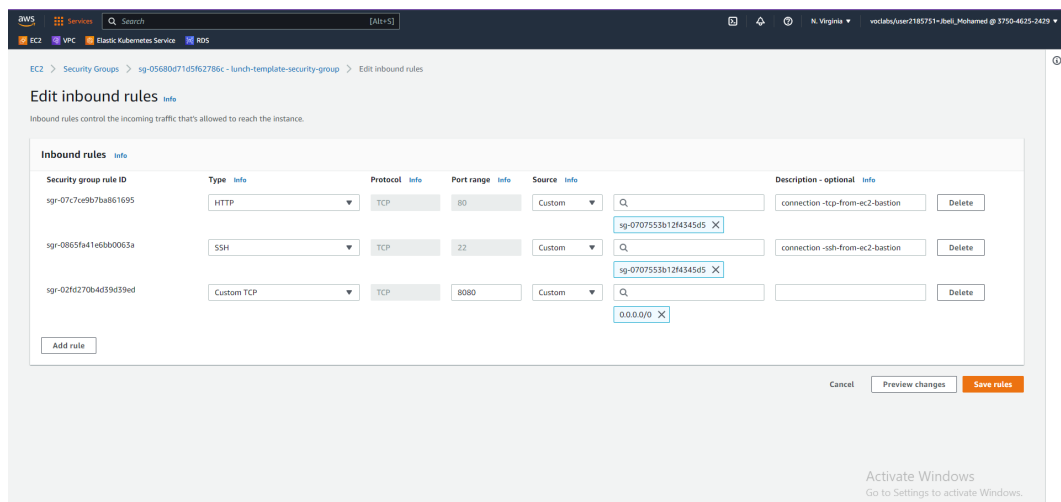 aws Services Search [Alt+S] N. Virginia voclabs/user2185751=Jbeli_Mohamed @ 3750-4625-2429
EC2 VPC Elastic Kubernetes Service RDS
EC2 > Security Groups > sg-05680d71d5f62786c - lunch-template-security-group > Edit inbound rules
Edit inbound rules Info
Inbound rules control the incoming traffic that's allowed to reach the instance.
Inbound rules Info
Security group rule ID Type Info Protocol Info Port range Info Source Info Description - optional Info
sgr-07c7ce9b7ba861695 HTTP TCP 80 Custom connection -tcp-from-ec2-bastion Delete
sg-0707553b12f4345d5
sgr-0865fa41e6bb0063a SSH TCP 22 Custom connection -ssh-from-ec2-bastion Delete
sg-0707553b12f4345d5
sgr-02fd270b4d39d39ed Custom TCP TCP 8080 Custom Delete
0.0.0.0/0
Add rule
Cancel Preview changes Save rules
Activate Windows
Go to Settings to activate Windows.